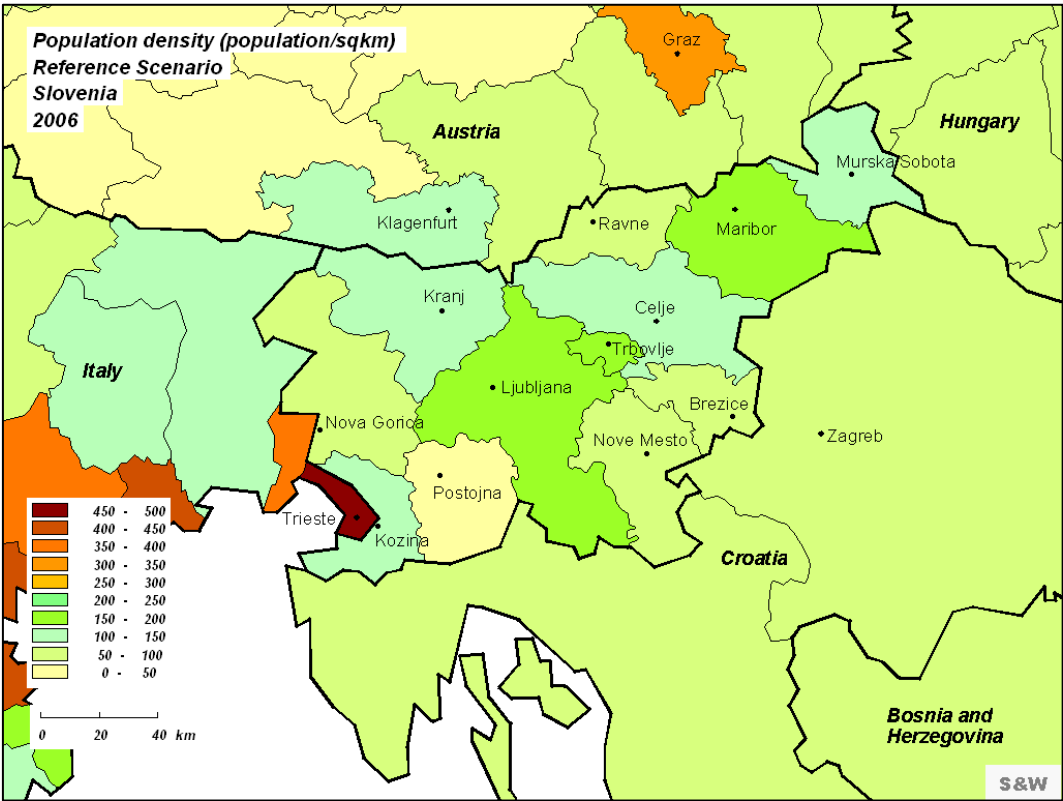 Population density (population/sqkm)
Reference Scenario
Slovenia
2006
Graz
Austria
Hungary
Murska Sobota
Klagenfurt
Ravne
Maribor
Kranj
Celje
Trbovlje
Italy
Ljubljana
Brezice
Nova Gorica
Nove Mesto
Zagreb
Postojna
Trieste
Kozina
Croatia
450 - 500
400 - 450
350 - 400
300 - 350
250 - 300
200 - 250
150 - 200
100 - 150
50 - 100
0 - 50
0 20 40 km
Bosnia and
Herzegovina
S&W